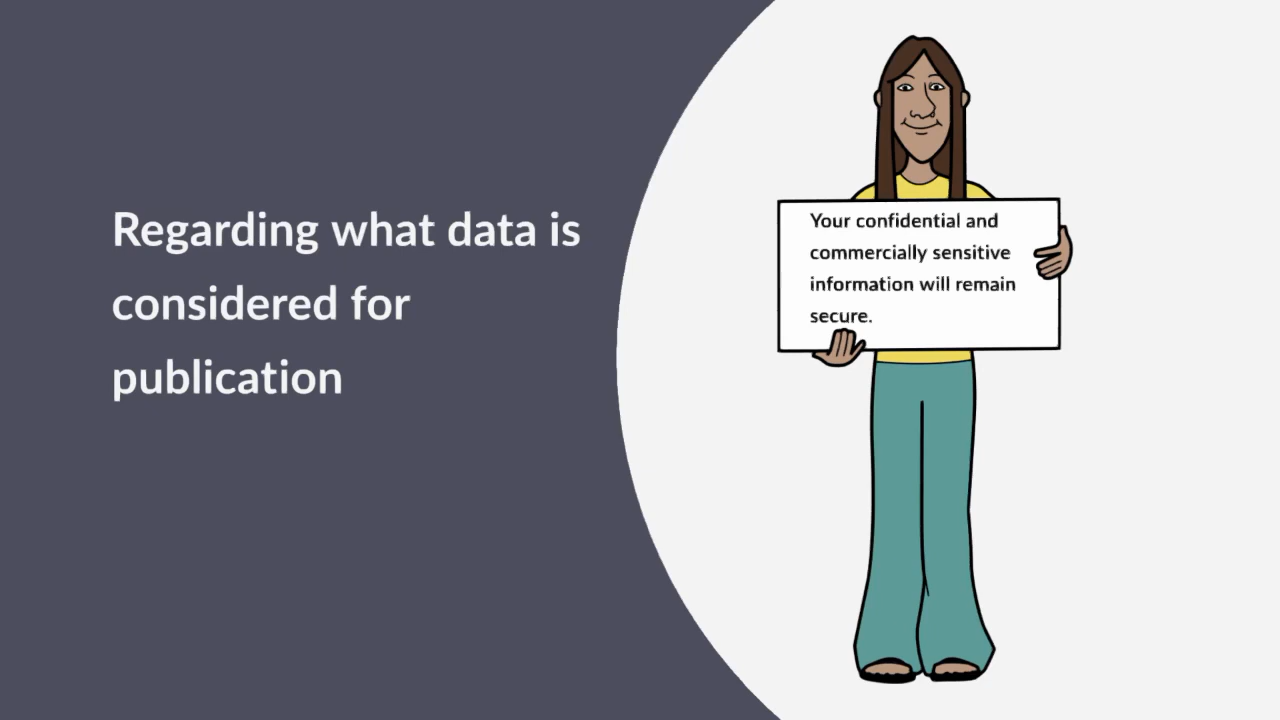 Regarding what data is
considered for
publication
Your confidential and
commercially sensitive
information will remain
secure.